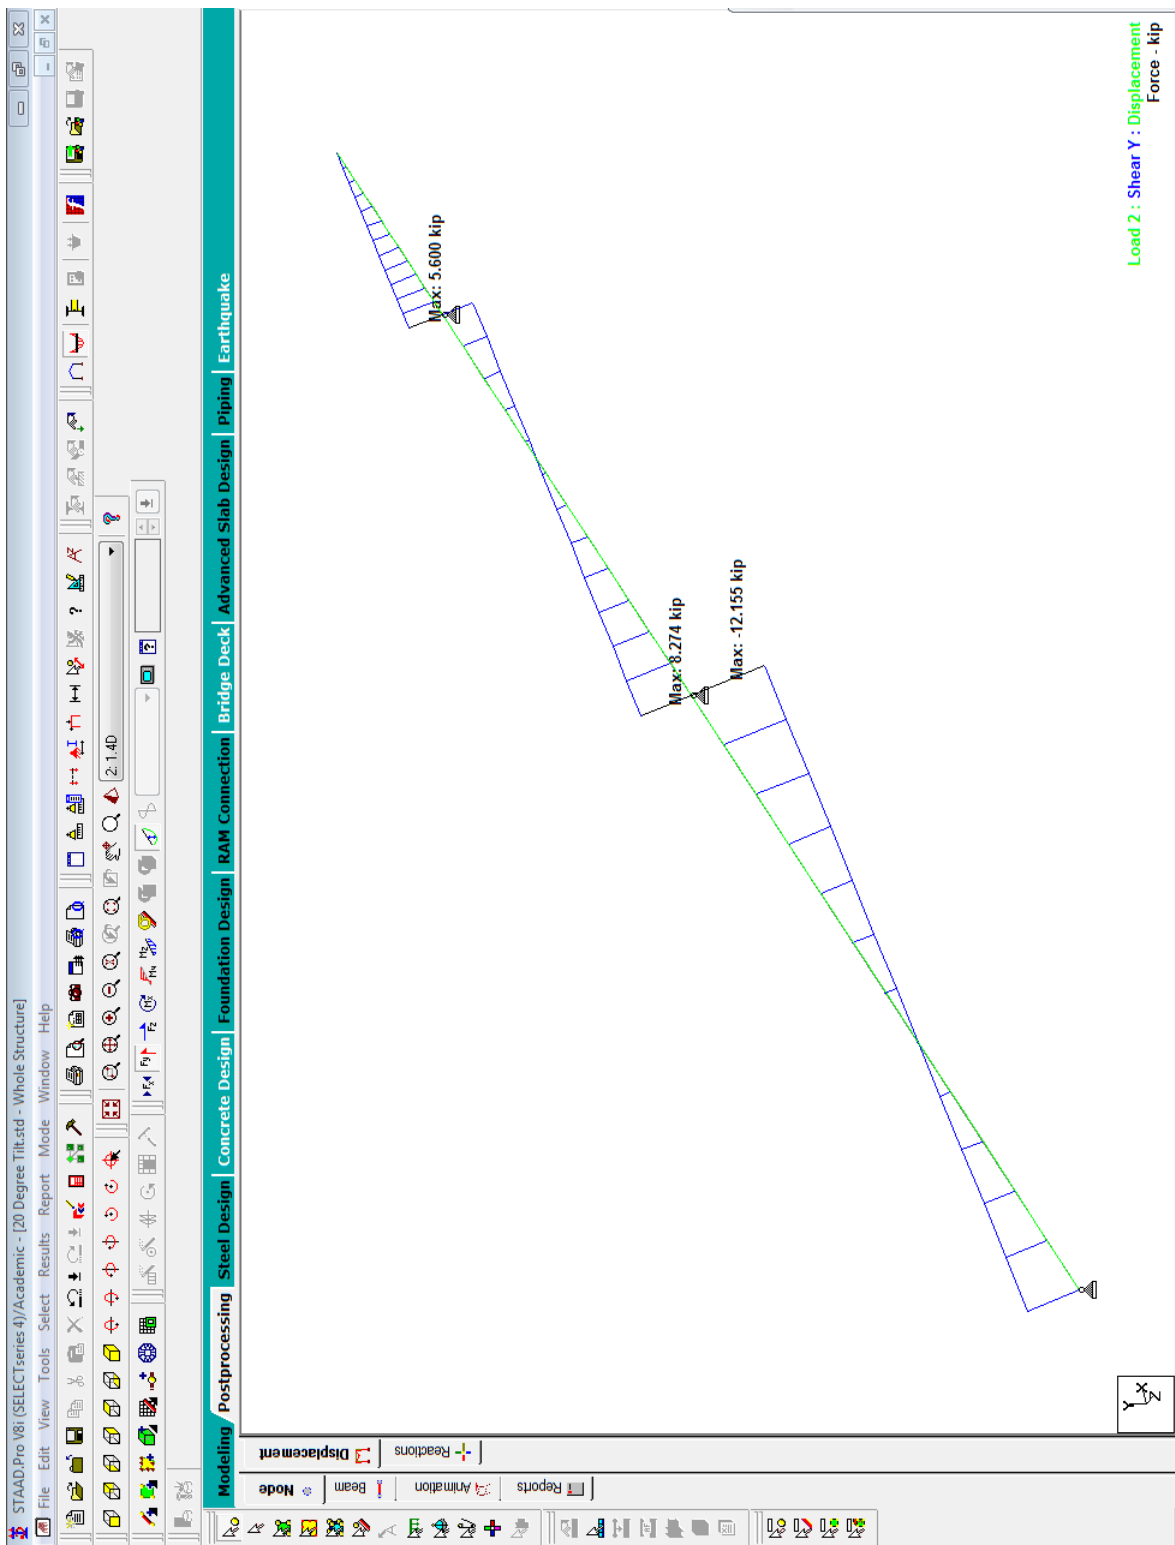 STAAD.Pro V8i (SELECTseries 4)/Academic - [20 Degree Tilt.std - Whole Structure]
File Edit View Tools Select Results Report Mode Window Help
2: 1.4D
Modeling Postprocessing Steel Design Concrete Design Foundation Design RAM Connection Bridge Deck Advanced Slab Design Piping Earthquake
Node
Beam
Animation
Reports
Displacement
Reactions
Max: 5.600 kip
Max: 8.274 kip
Max: -12.155 kip
Y
X
Z
Load 2 : Shear Y : Displacement
Force - kip